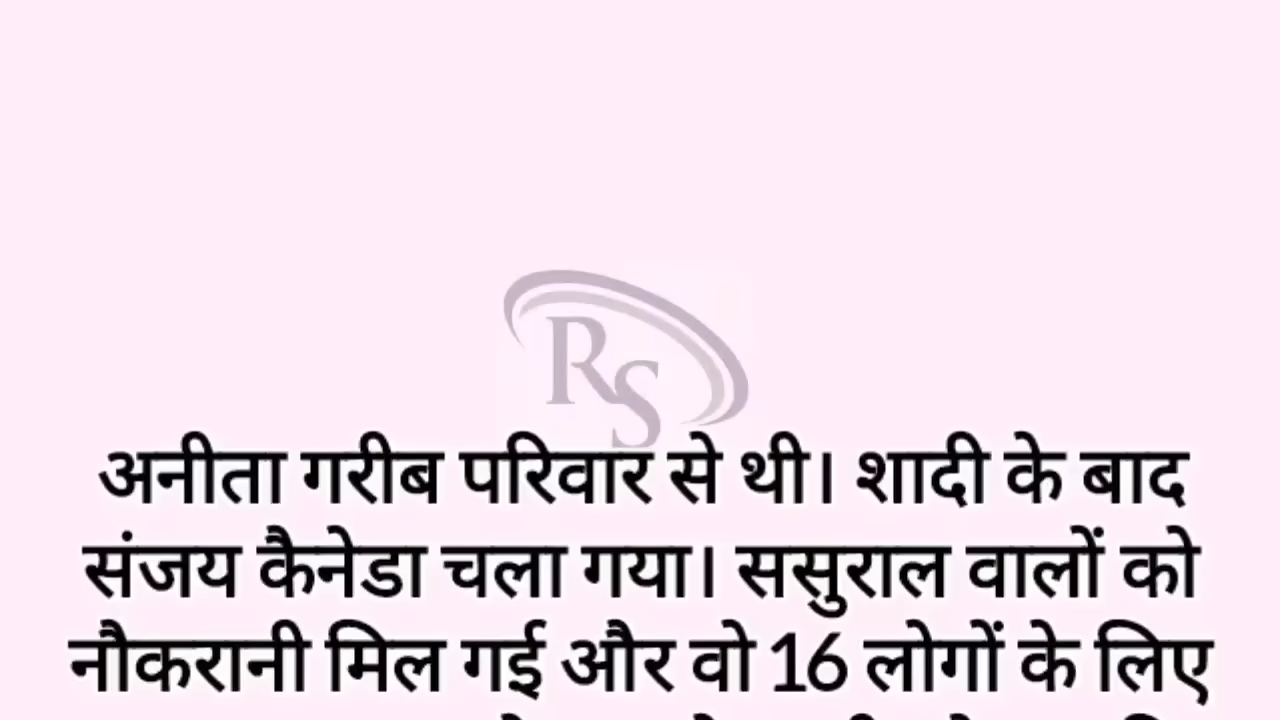 RS
अनीता गरीब परिवार से थी। शादी के बाद
संजय कैनेडा चला गया। ससुराल वालों को
नौकरानी मिल गई और वो 16 लोगों के लिए